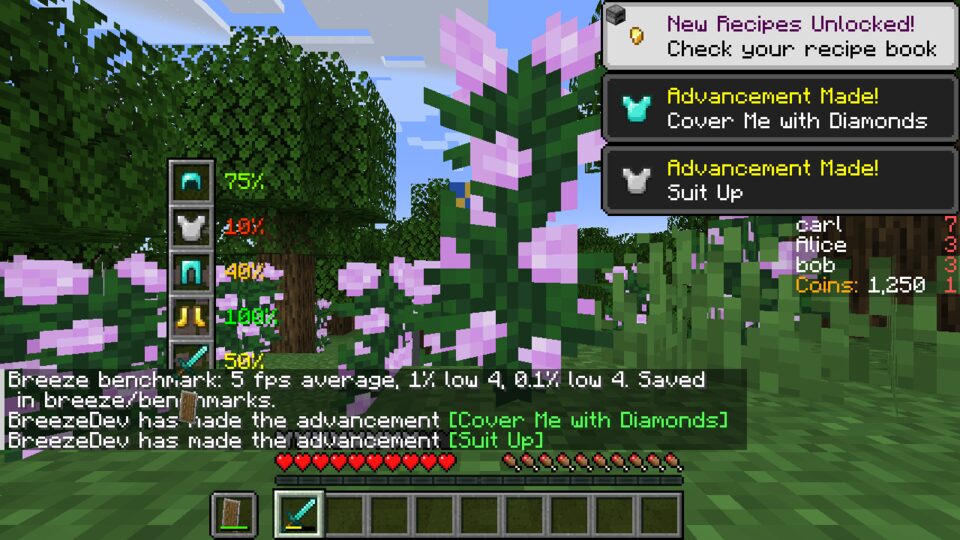 New Recipes Unlocked!
Check your recipe book
Advancement Made!
Cover Me with Diamonds
Advancement Made!
Suit Up
carl 7
Alice 3
bob 3
Coins: 1,250 1
75%
10%
40%
100%
50%
Breeze benchmark: 5 fps average, 1% low 4, 0.1% low 4. Saved
in breeze/benchmarks.
BreezeDev has made the advancement [Cover Me with Diamonds]
BreezeDev has made the advancement [Suit Up]